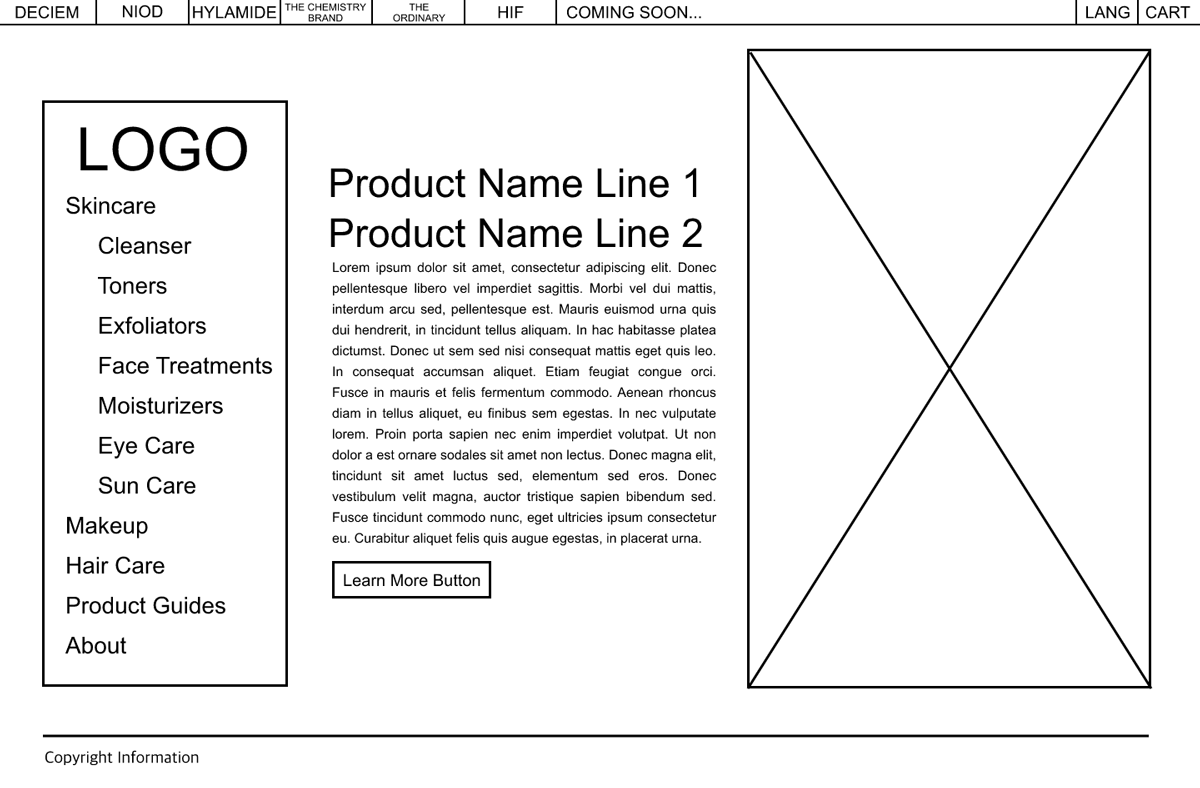 DECIEM
NIOD
HYLAMIDE
THE CHEMISTRY
BRAND
THE
ORDINARY
HIF
COMING SOON...
LANG
CART
LOGO
Skincare
Cleanser
Toners
Exfoliators
Face Treatments
Moisturizers
Eye Care
Sun Care
Makeup
Hair Care
Product Guides
About
Product Name Line 1
Product Name Line 2
Lorem ipsum dolor sit amet, consectetur adipiscing elit. Donec
pellentesque libero vel imperdiet sagittis. Morbi vel dui mattis,
interdum arcu sed, pellentesque est. Mauris euismod urna quis
dui hendrerit, in tincidunt tellus aliquam. In hac habitasse platea
dictumst. Donec ut sem sed nisi consequat mattis eget quis leo.
In consequat accumsan aliquet. Etiam feugiat congue orci.
Fusce in mauris et felis fermentum commodo. Aenean rhoncus
diam in tellus aliquet, eu finibus sem egestas. In nec vulputate
lorem. Proin porta sapien nec enim imperdiet volutpat. Ut non
dolor a est ornare sodales sit amet non lectus. Donec magna elit,
tincidunt sit amet luctus sed, elementum sed eros. Donec
vestibulum velit magna, auctor tristique sapien bibendum sed.
Fusce tincidunt commodo nunc, eget ultricies ipsum consectetur
eu. Curabitur aliquet felis quis augue egestas, in placerat urna.
Learn More Button
Copyright Information